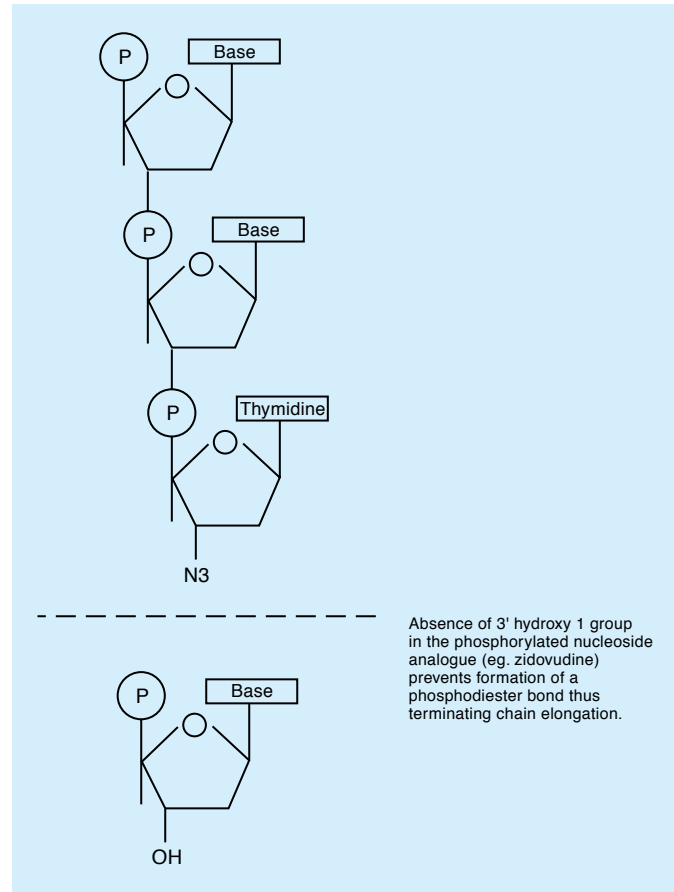 P
Base
O
P
Base
O
P
Thymidine
O
N3
Absence of 3' hydroxy 1 group
in the phosphorylated nucleoside
analogue (eg. zidovudine)
prevents formation of a
phosphodiester bond thus
terminating chain elongation.
P
Base
O
OH